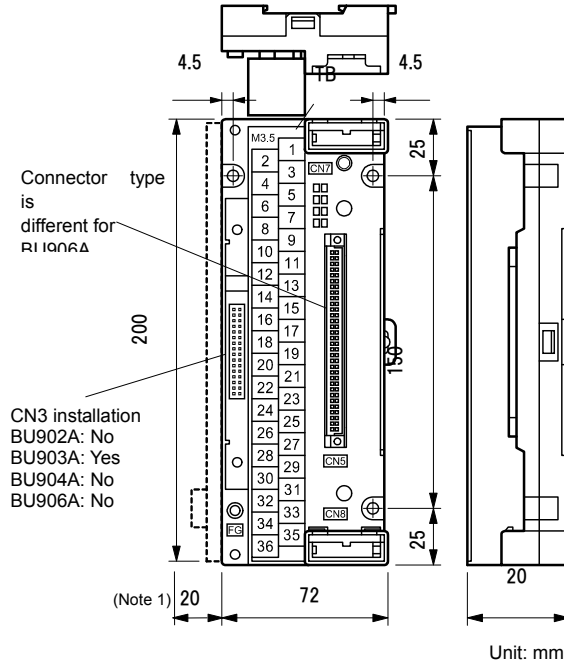 4.5
TB
4.5
M3.5
1
2
3
4
5
6
7
8
9
10
11
12
13
14
15
16
17
18
19
20
21
22
23
24
25
26
27
28
29
30
31
32
33
34
35
36
CN7
25
Connector type
is
different for
BU906A
200
150
CN3 installation
BU902A: No
BU903A: Yes
BU904A: No
BU906A: No
CN5
CN8
FG
25
(Note 1)
20
72
20
Unit: mm